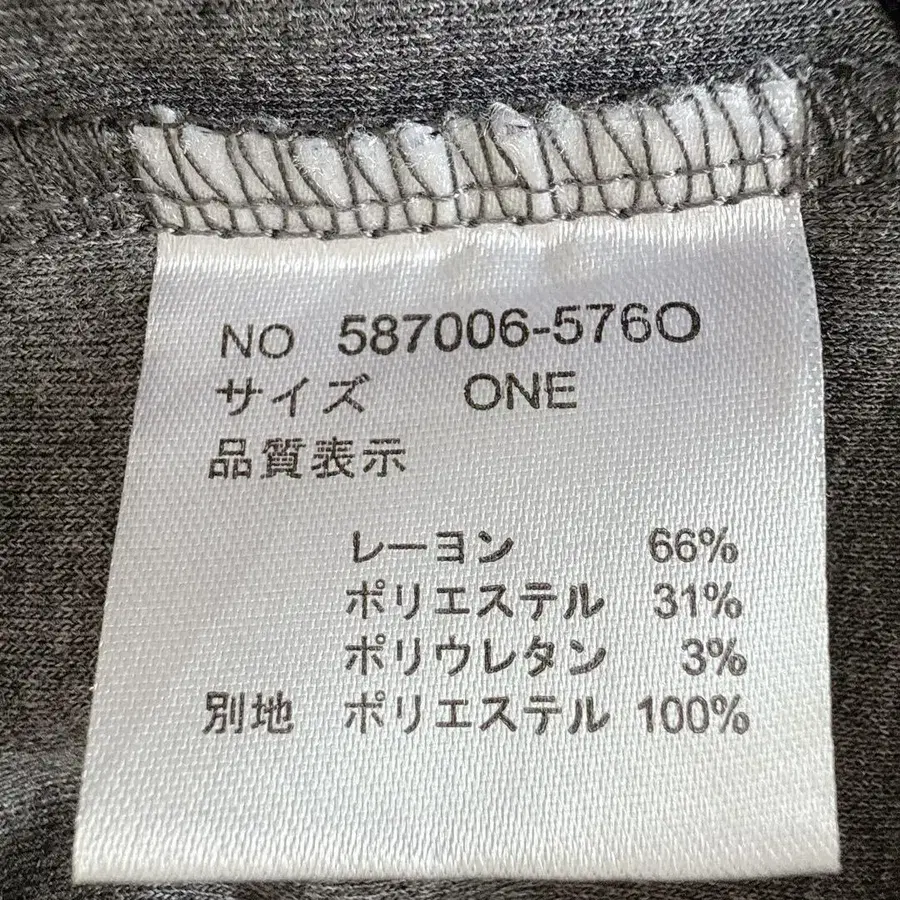 NO 587006-5760
サイズ ONE
品質表示
レーヨン 66%
ポリエステル 31%
ポリウレタン 3%
別地 ポリエステル 100%